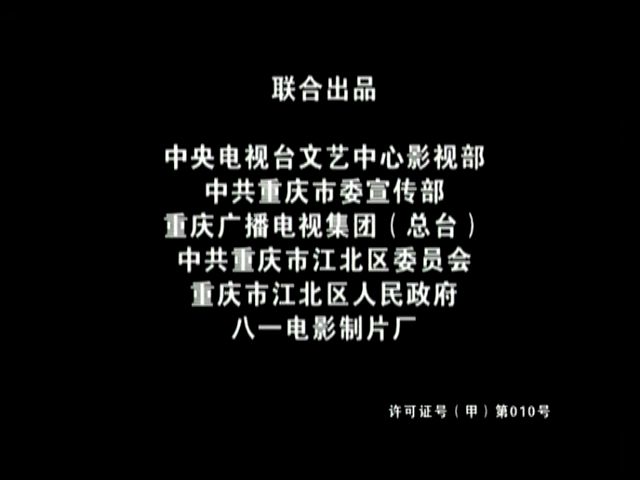 联合出品
中央电视台文艺中心影视部
中共重庆市委宣传部
重庆广播电视集团（总台）
中共重庆市江北区委员会
重庆市江北区人民政府
八一电影制片厂
许可证号（甲）第010号